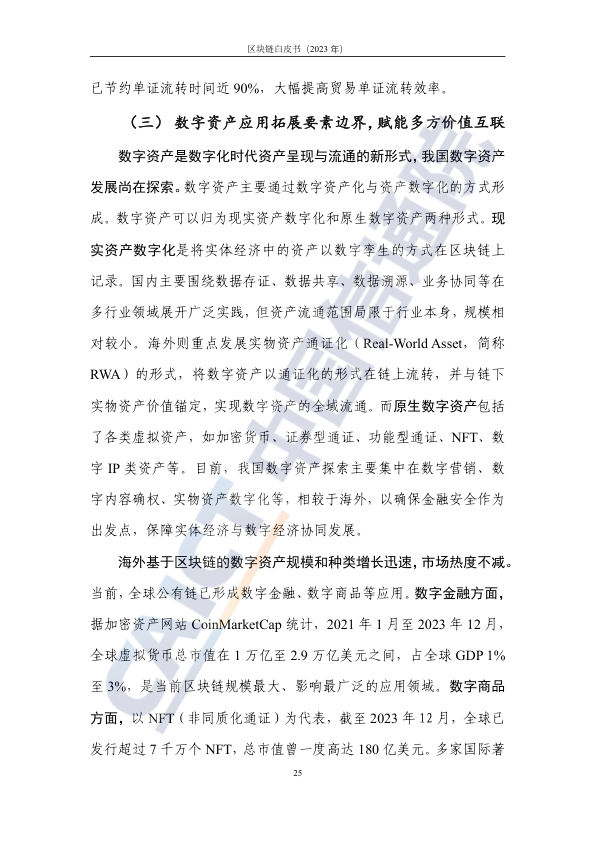 区块链白皮书（2023 年）
已节约单证流转时间近 90%，大幅提高贸易单证流转效率。
（三） 数字资产应用拓展要素边界，赋能多方价值互联
数字资产是数字化时代资产呈现与流通的新形式，我国数字资产
发展尚在探索。数字资产主要通过数字资产化与资产数字化的方式形
成。数字资产可以归为现实资产数字化和原生数字资产两种形式。现
实资产数字化是将实体经济中的资产以数字孪生的方式在区块链上
记录。国内主要围绕数据存证、数据共享、数据溯源、业务协同等在
多行业领域展开广泛实践，但资产流通范围局限于行业本身，规模相
对较小。海外则重点发展实物资产通证化（Real-World Asset，简称
RWA）的形式，将数字资产以通证化的形式在链上流转，并与链下
实物资产价值锚定，实现数字资产的全域流通。而原生数字资产包括
了各类虚拟资产，如加密货币、证券型通证、功能型通证、NFT、数
字 IP 类资产等。目前，我国数字资产探索主要集中在数字营销、数
字内容确权、实物资产数字化等，相较于海外，以确保金融安全作为
出发点，保障实体经济与数字经济协同发展。
海外基于区块链的数字资产规模和种类增长迅速，市场热度不减。
当前，全球公有链已形成数字金融、数字商品等应用。数字金融方面，
据加密资产网站 CoinMarketCap 统计，2021 年 1 月至 2023 年 12 月，
全球虚拟货币总市值在 1 万亿至 2.9 万亿美元之间，占全球 GDP 1%
至 3%，是当前区块链规模最大、影响最广泛的应用领域。数字商品
方面，以 NFT（非同质化通证）为代表，截至 2023 年 12 月，全球已
发行超过 7 千万个 NFT，总市值曾一度高达 180 亿美元。多家国际著
25
CAICT 中国信通院